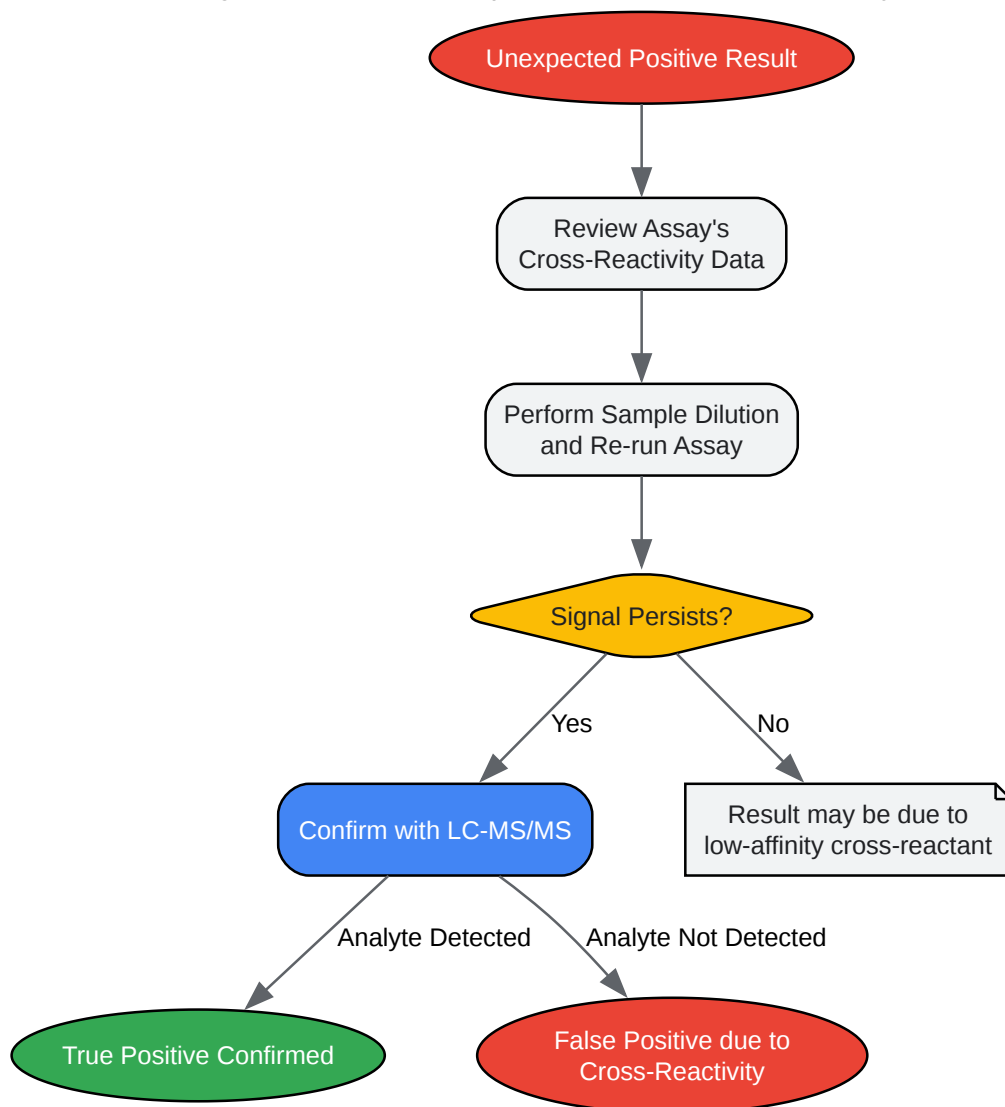 Unexpected Positive Result
Review Assay's
Cross-Reactivity Data
Perform Sample Dilution
and Re-run Assay
Signal Persists?
Yes
No
Confirm with LC-MS/MS
Result may be due to
low-affinity cross-reactant
Analyte Detected
Analyte Not Detected
True Positive Confirmed
False Positive due to
Cross-Reactivity